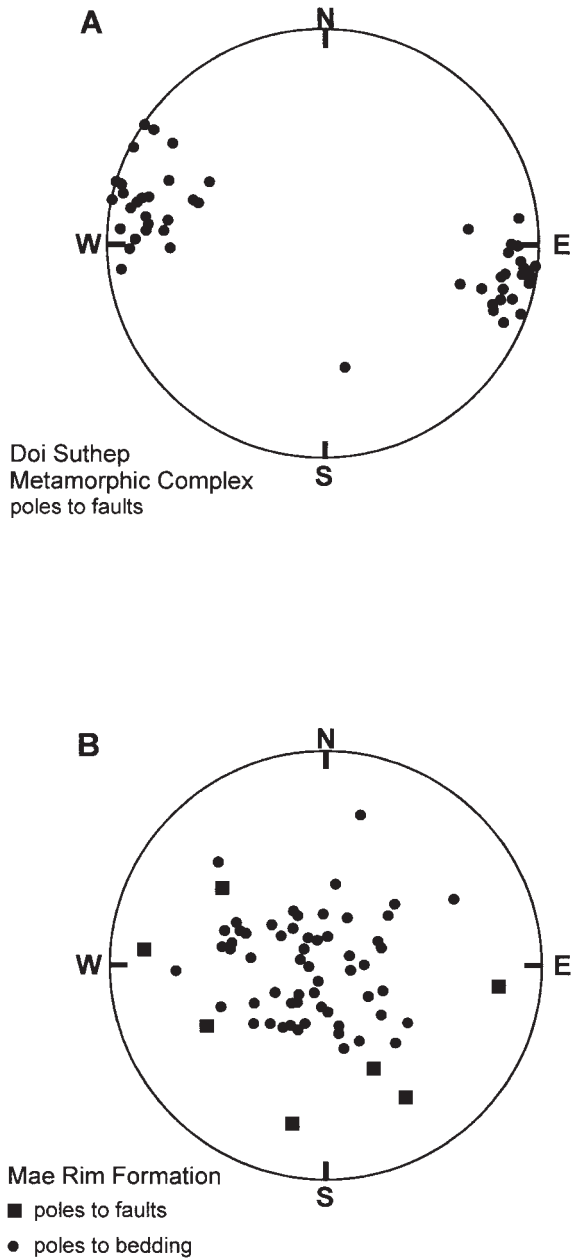 A
N
W
E
S
Doi Suthep
Metamorphic Complex
poles to faults
B
N
W
E
S
Mae Rim Formation
poles to faults
poles to bedding